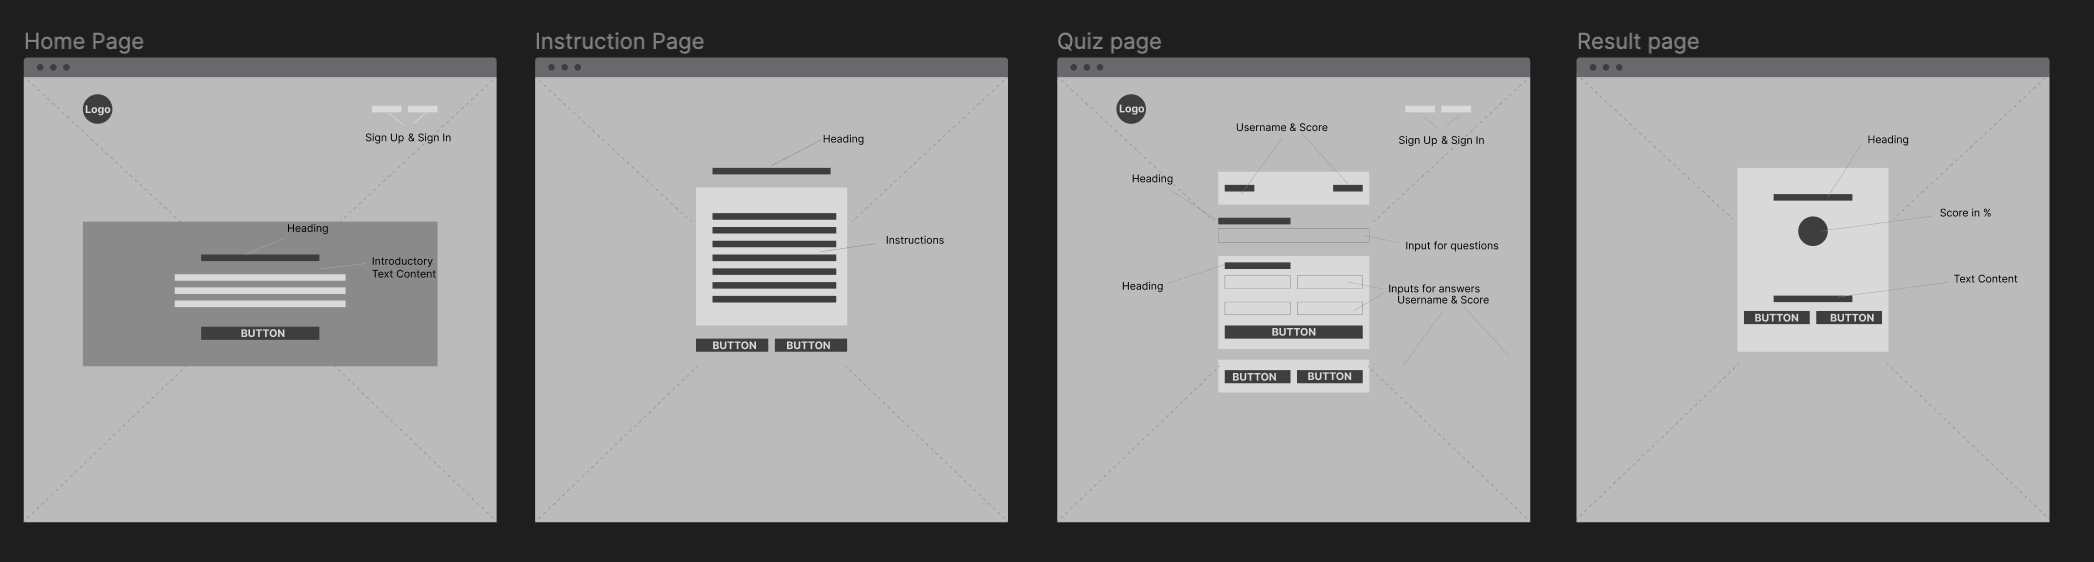 Home Page
Logo
Sign Up & Sign In
Heading
Introductory
Text Content
BUTTON
Instruction Page
Heading
Instructions
BUTTON BUTTON
Quiz page
Logo
Username & Score
Sign Up & Sign In
Heading
Input for questions
Heading
Inputs for answers
Username & Score
BUTTON
BUTTON BUTTON
Result page
Heading
Score in %
Text Content
BUTTON BUTTON